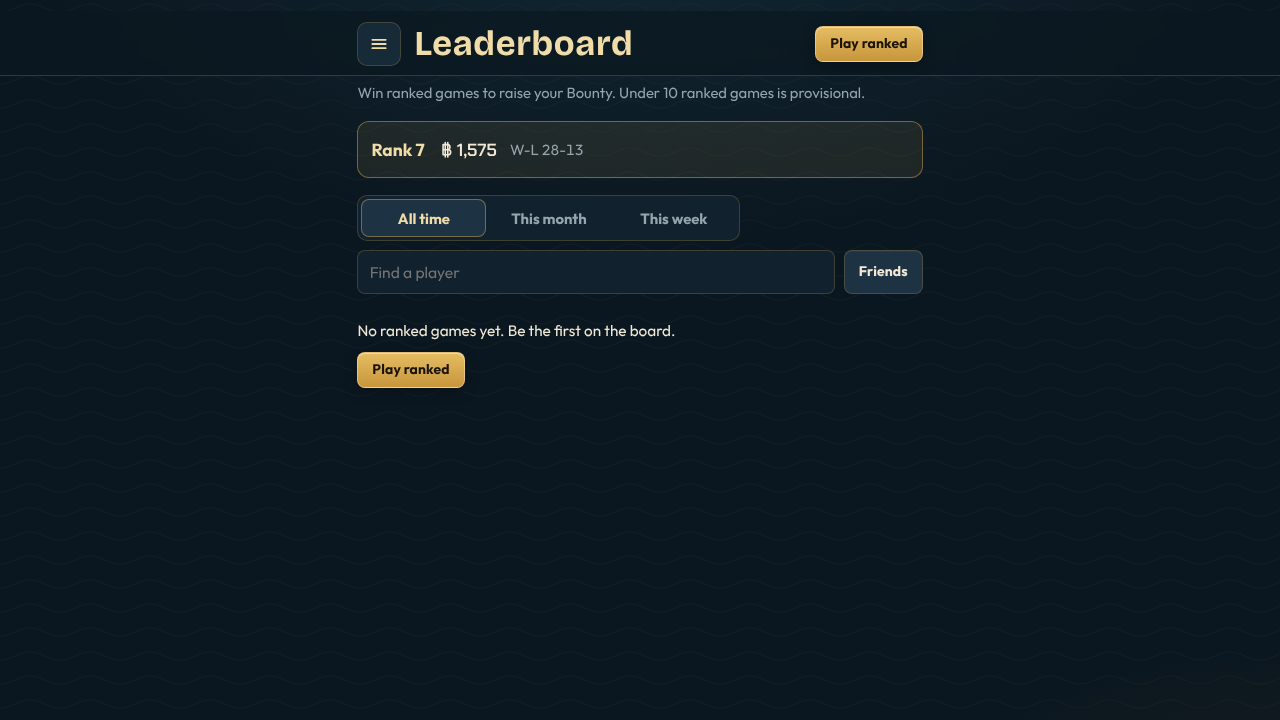 Leaderboard
Play ranked
Win ranked games to raise your Bounty. Under 10 ranked games is provisional.
Rank 7 ฿ 1,575 W-L 28-13
All time This month This week
Find a player
Friends
No ranked games yet. Be the first on the board.
Play ranked